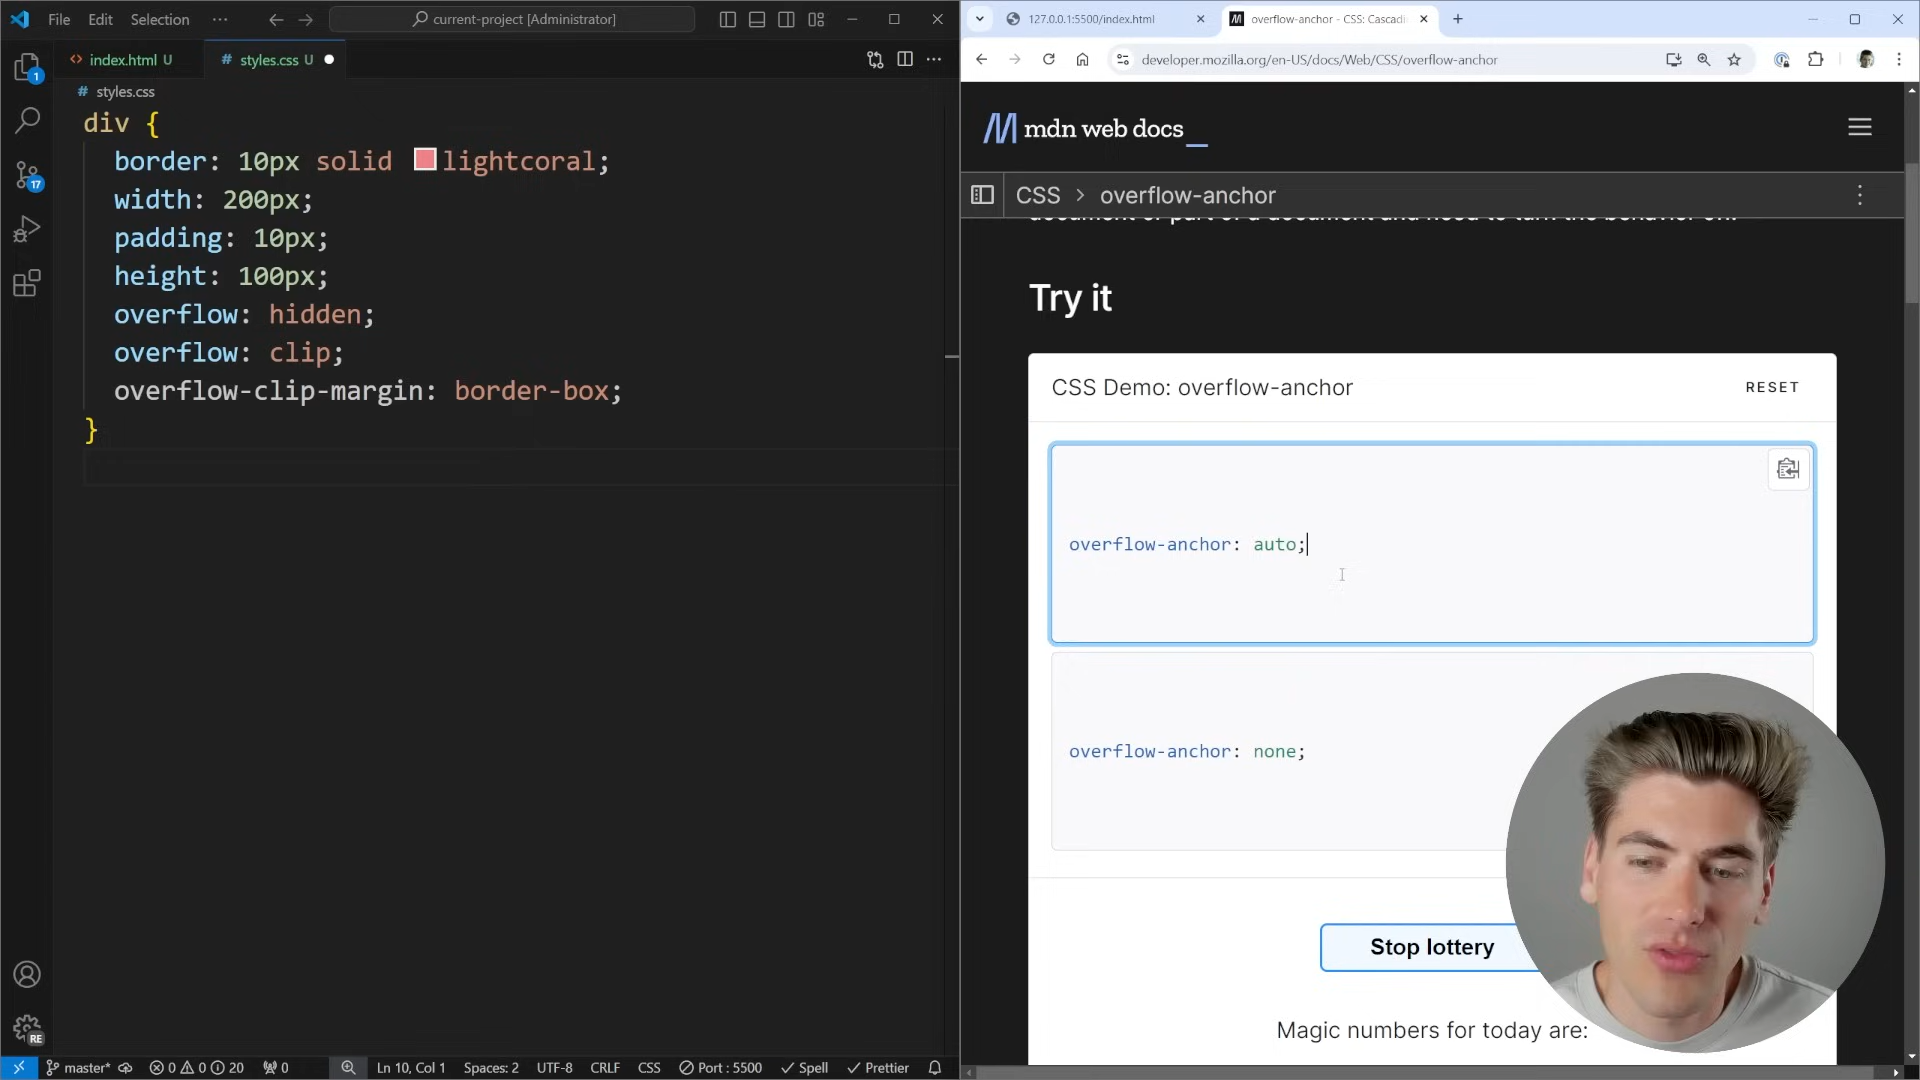 File Edit Selection ···
current-project [Administrator]
index.html U
# styles.css U
# styles.css
div {
border: 10px solid lightcoral;
width: 200px;
padding: 10px;
height: 100px;
overflow: hidden;
overflow: clip;
overflow-clip-margin: border-box;
}
1
17
RE
master* 0 0 20 0 Ln 10, Col 1 Spaces: 2 UTF-8 CRLF CSS Port : 5500 Spell Prettier
127.0.0.1:5500/index.html
overflow-anchor - CSS: Cascadi
developer.mozilla.org/en-US/docs/Web/CSS/overflow-anchor
mdn web docs_
CSS > overflow-anchor
Try it
CSS Demo: overflow-anchor
RESET
overflow-anchor: auto;
overflow-anchor: none;
Stop lottery
Magic numbers for today are: